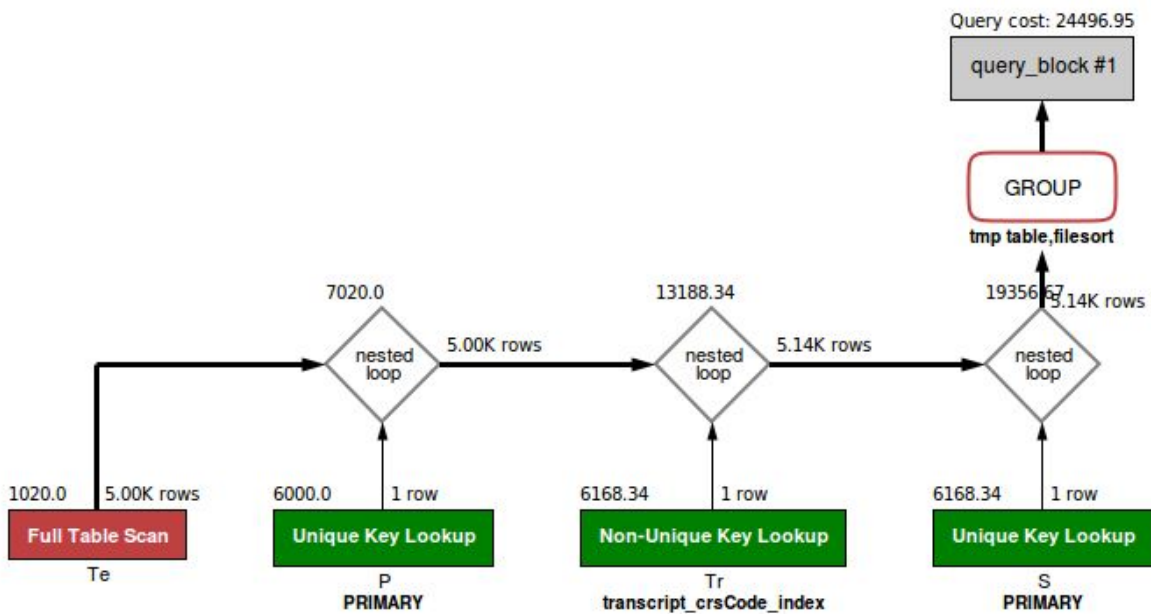 Query cost: 24496.95
query_block #1
GROUP
tmp table,filesort
7020.0
13188.34
19356.67
5.14K rows
nested
loop
5.00K rows
nested
loop
5.14K rows
nested
loop
1020.0
5.00K rows
6000.0
1 row
6168.34
1 row
6168.34
1 row
Full Table Scan
Unique Key Lookup
Non-Unique Key Lookup
Unique Key Lookup
Te
P
Tr
S
PRIMARY
transcript_crsCode_index
PRIMARY